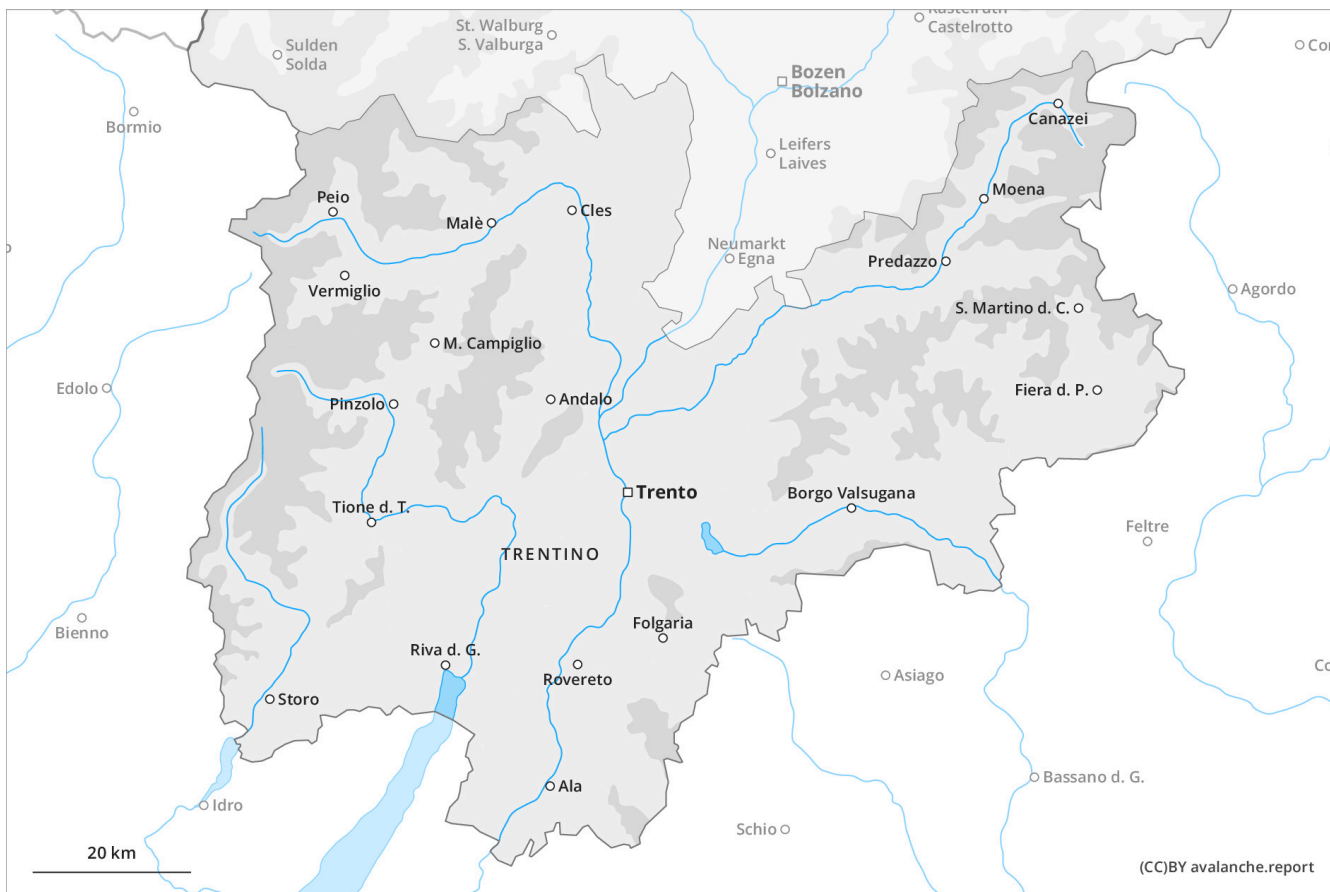 Kastelruth
Castelrotto
St. Walburg
S. Valburga
Sulden
Solda
Bozen
Bolzano
Bormio
Canazei
Leifers
Laives
Peio
Moena
Malè
Cles
Neumarkt
Egna
Predazzo
Vermiglio
Agordo
S. Martino d. C.
M. Campiglio
Edolo
Andalo
Fiera d. P.
Pinzolo
Trento
Borgo Valsugana
Tione d. T.
Feltre
TRENTINO
Bienno
Folgaria
Riva d. G.
Rovereto
Asiago
Storo
Bassano d. G.
Ala
Idro
Schio
20 km
(CC)BY avalanche.report